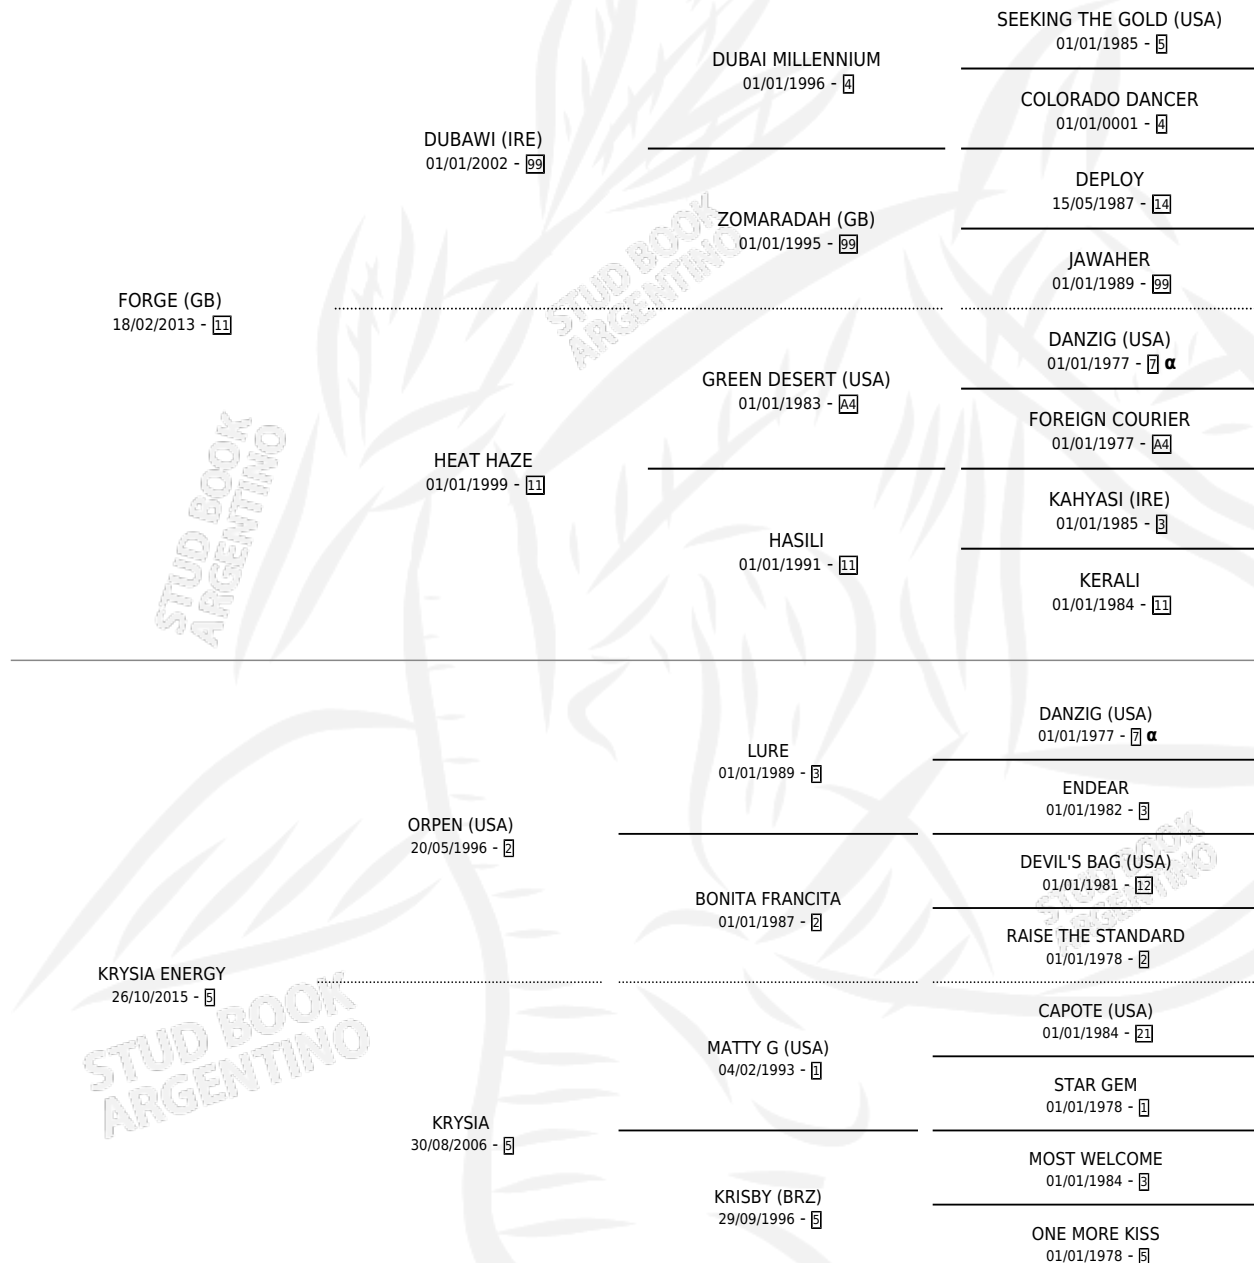 SEEKING THE GOLD (USA)
01/01/1985 - 5
DUBAI MILLENNIUM
01/01/1996 - 4
COLORADO DANCER
01/01/0001 - 4
DUBAWI (IRE)
01/01/2002 - 99
DEPLOY
15/05/1987 - 14
ZOMARADAH (GB)
01/01/1995 - 99
JAWAHER
01/01/1989 - 99
FORGE (GB)
18/02/2013 - 11
DANZIG (USA)
01/01/1977 - 7 α
GREEN DESERT (USA)
01/01/1983 - A4
FOREIGN COURIER
01/01/1977 - A4
HEAT HAZE
01/01/1999 - 11
KAHYASI (IRE)
01/01/1985 - 3
HASILI
01/01/1991 - 11
KERALI
01/01/1984 - 11
DANZIG (USA)
01/01/1977 - 7 α
LURE
01/01/1989 - 3
ENDEAR
01/01/1982 - 3
ORPEN (USA)
20/05/1996 - 2
DEVIL'S BAG (USA)
01/01/1981 - 12
BONITA FRANCITA
01/01/1987 - 2
RAISE THE STANDARD
01/01/1978 - 2
KRYSIA ENERGY
26/10/2015 - 5
CAPOTE (USA)
01/01/1984 - 21
MATTY G (USA)
04/02/1993 - 1
STAR GEM
01/01/1978 - 1
KRYSIA
30/08/2006 - 5
MOST WELCOME
01/01/1984 - 3
KRISBY (BRZ)
29/09/1996 - 5
ONE MORE KISS
01/01/1978 - 5
STUD BOOK
ARGENTINO
STUD BOOK
ARGENTINO
STUD BOOK
ARGENTINO
STUD BOOK
ARGENTINO